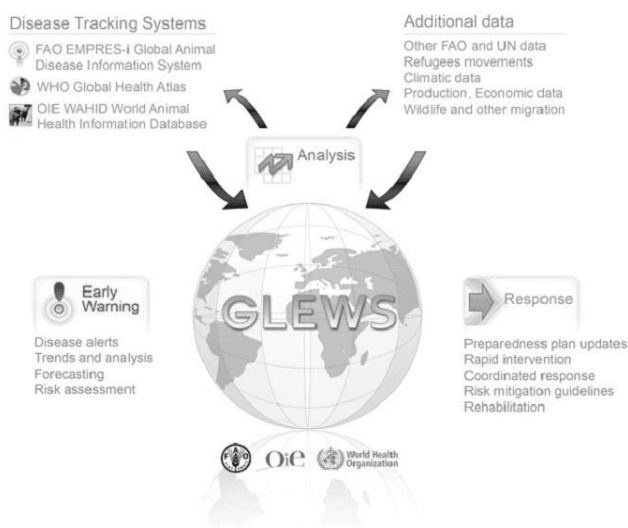 Disease Tracking Systems
FAO EMPRES-i Global Animal
Disease Information System
WHO Global Health Atlas
OIE WAHID World Animal
Health Information Database
Additional data
Other FAO and UN data
Refugees movements
Climatic data
Production, Economic data
Wildlife and other migration
Analysis
GLEWS
Early
Warning
Disease alerts
Trends and analysis
Forecasting
Risk assessment
Response
Preparedness plan updates
Rapid intervention
Coordinated response
Risk mitigation guidelines
Rehabilitation
OiE
World Health
Organization